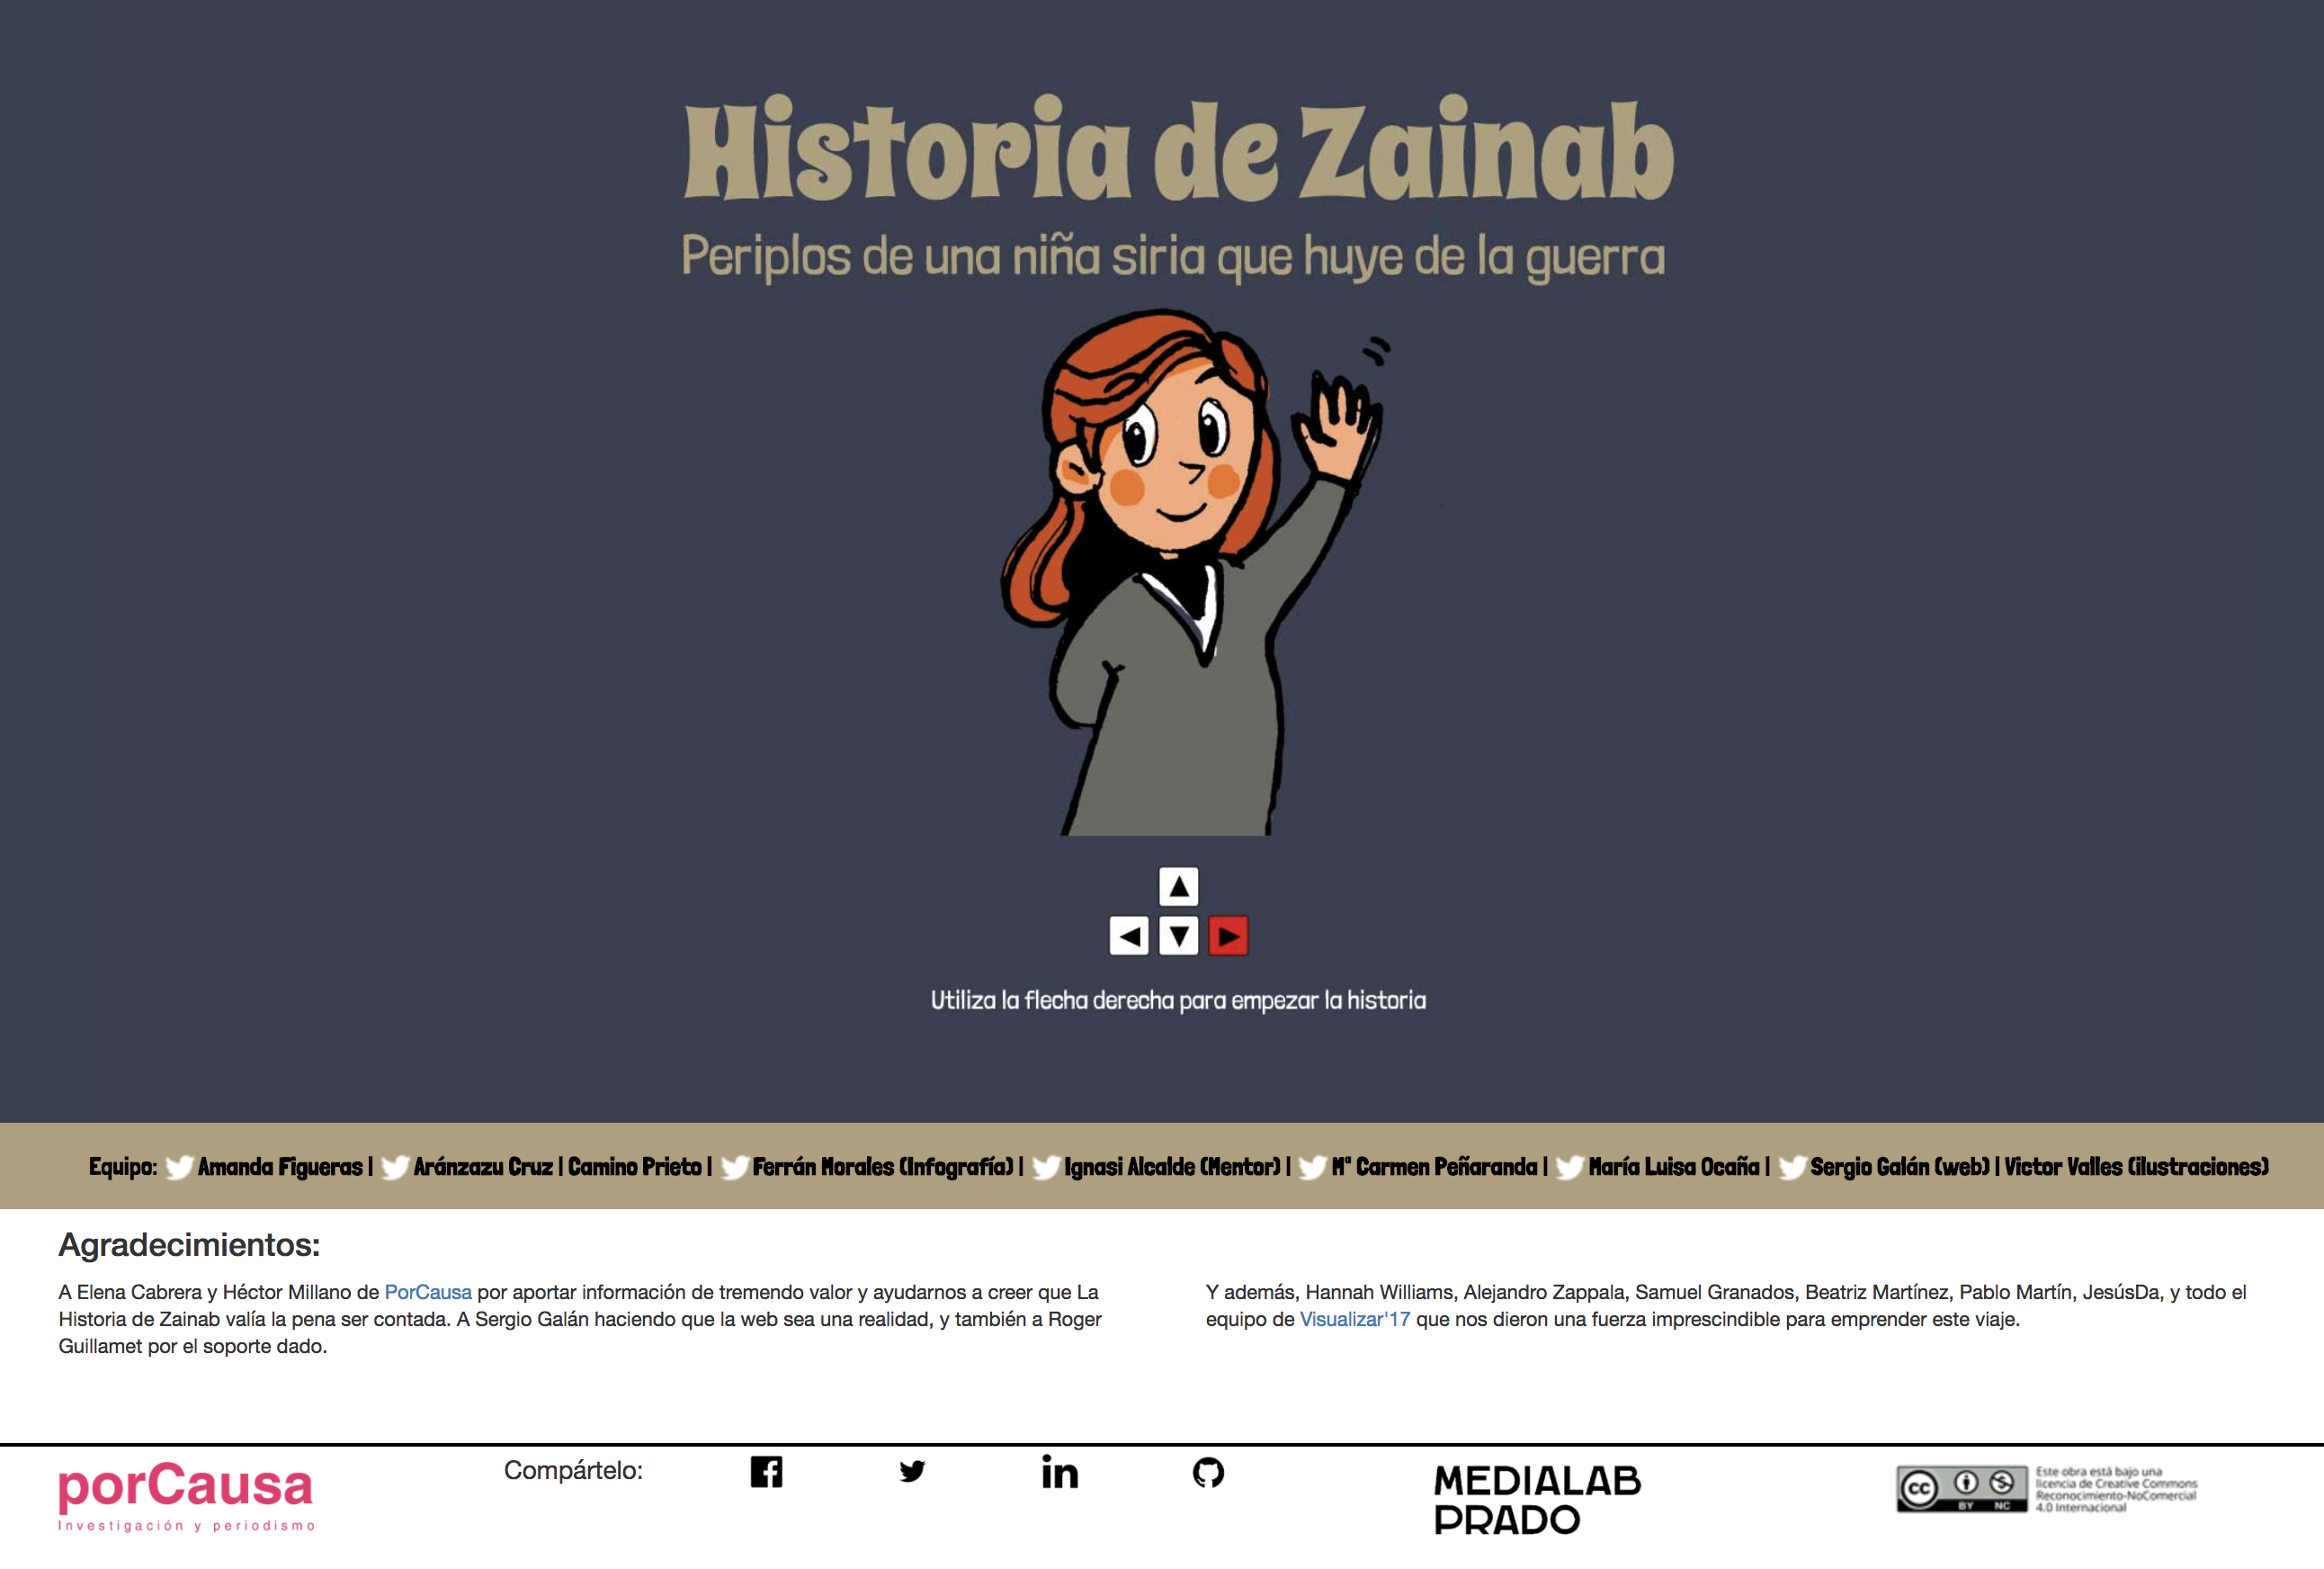 Historia de Zainab
Periplos de una niña siria que huye de la guerra
Utiliza la flecha derecha para empezar la historia
Equipo: Amanda Figueras | Aránzazu Cruz | Camino Prieto | Ferrán Morales (Infografía) | Ignasi Alcalde (Mentor) | Mª Carmen Peñaranda | María Luisa Ocaña | Sergio Galán (web) | Victor Valles (ilustraciones)
Agradecimientos:
A Elena Cabrera y Héctor Millano de PorCausa por aportar información de tremendo valor y ayudarnos a creer que La
Historia de Zainab valía la pena ser contada. A Sergio Galán haciendo que la web sea una realidad, y también a Roger
Guillamet por el soporte dado.
Y además, Hannah Williams, Alejandro Zappala, Samuel Granados, Beatriz Martínez, Pablo Martín, JesúsDa, y todo el
equipo de Visualizar'17 que nos dieron una fuerza imprescindible para emprender este viaje.
porCausa
Investigación y periodismo
Compártelo:
MEDIALAB
PRADO
cc BY NC
Este obra está bajo una
licencia de Creative Commons
Reconocimiento-NoComercial
4.0 Internacional